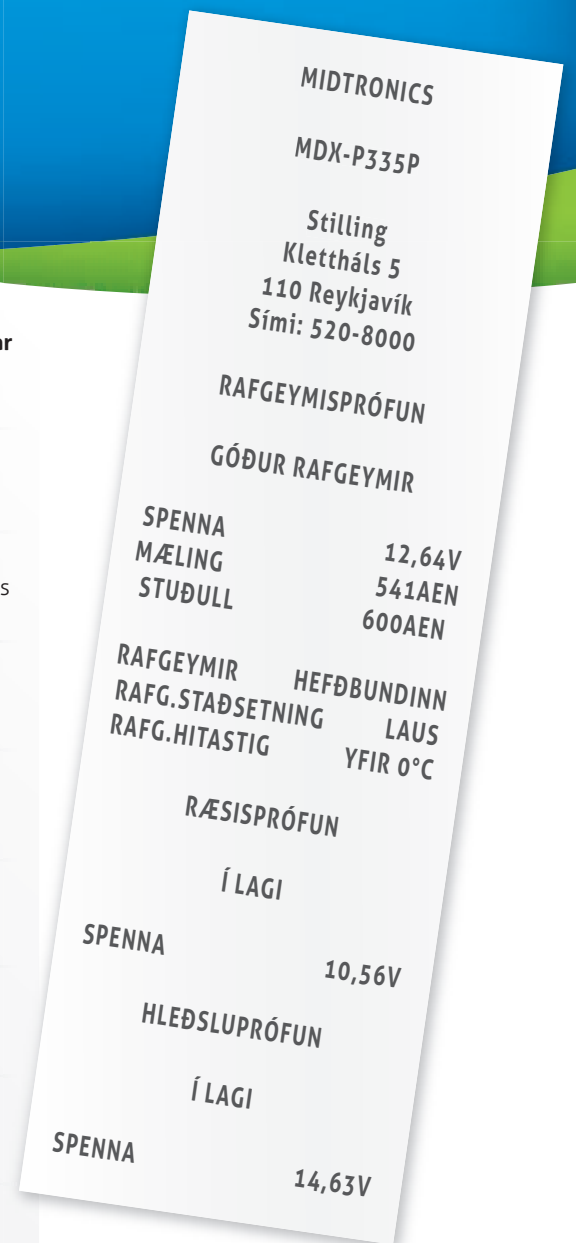 MIDTRONICS
MDX-P335P
Stilling
Klettháls 5
110 Reykjavík
Sími: 520-8000
RAFGEYMISPRÓFUN
GÓÐUR RAFGEYMIR
SPENNA 12,64V
MÆLING 541AEN
STUÐULL 600AEN
RAFGEYMIR HEFÐBUNDINN
RAFG.STAÐSETNING LAUS
RAFG.HITASTIG YFIR 0°C
RÆSISPRÓFUN
Í LAGI
SPENNA 10,56V
HLEÐSLUPRÓFUN
Í LAGI
SPENNA 14,63V